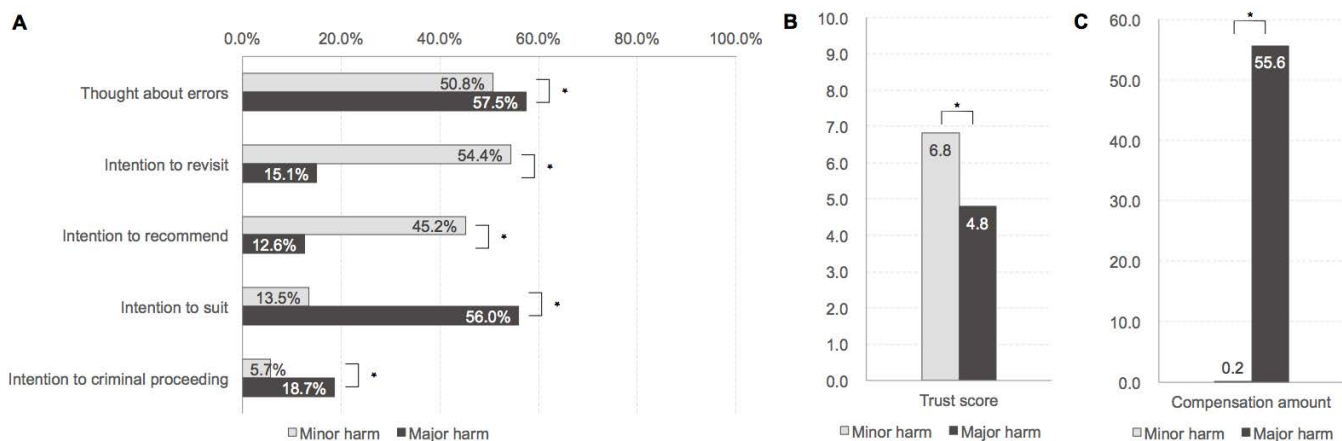 A
0.0% 20.0% 40.0% 60.0% 80.0% 100.0%
Thought about errors
50.8%
57.5%
*
Intention to revisit
54.4%
15.1%
*
Intention to recommend
45.2%
12.6%
*
Intention to suit
13.5%
56.0%
*
Intention to criminal proceeding
5.7%
18.7%
*
Minor harm Major harm
B
10.0
9.0
8.0
7.0
6.0
5.0
4.0
3.0
2.0
1.0
0.0
*
6.8
4.8
Trust score
Minor harm Major harm
C
60.0
50.0
40.0
30.0
20.0
10.0
0.0
*
55.6
0.2
Compensation amount
Minor harm Major harm